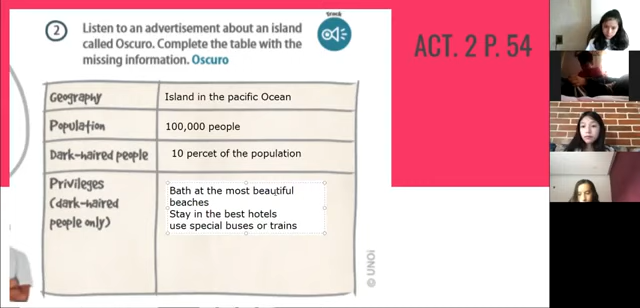 2 Listen to an advertisement about an island
called Oscuro. Complete the table with the
missing information. Oscuro
track
ACT. 2 P. 54
Geography
Island in the pacific Ocean
Population
100,000 people
Dark-haired people
10 percet of the population
Privileges
(dark-haired
people only)
Bath at the most beautiful
beaches
Stay in the best hotels
use special buses or trains
© UNOi